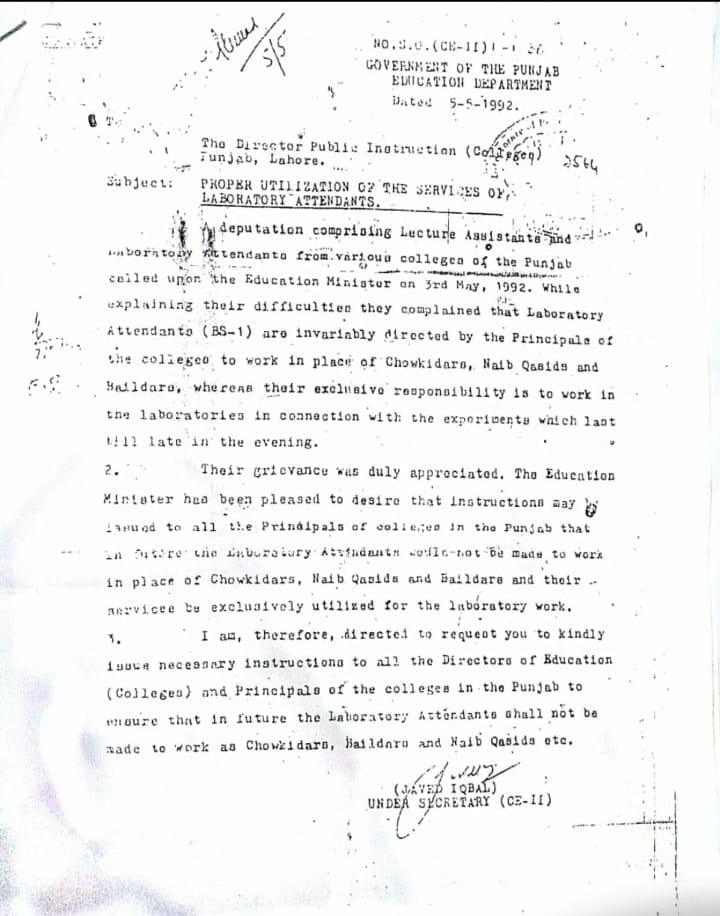 5/5
NO.S.O.(CE-II)1-1
GOVERNMENT OF THE PUNJAB
EDUCATION DEPARTMENT
Dated 5-5-1992.
To
The Director Public Instruction (Colleges)
Punjab, Lahore.
2564
Subject: PROPER UTILIZATION OF THE SERVICES OF
LABORATORY ATTENDANTS.
A deputation comprising Lecture Assistants and
Laboratory Attendants from various colleges of the Punjab
called upon the Education Minister on 3rd May, 1992. While
explaining their difficulties they complained that Laboratory
Attendants (BS-1) are invariably directed by the Principals of
the colleges to work in place of Chowkidars, Naib Qasids and
Baildars, whereas their exclusive responsibility is to work in
the laboratories in connection with the experiments which last
till late in the evening.
2. Their grievance was duly appreciated. The Education
Minister has been pleased to desire that instructions may be
issued to all the Prindipals of colleges in the Punjab that
in future the Laboratory Attendants not be made to work
in place of Chowkidars, Naib Qasids and Baildars and their
services be exclusively utilized for the laboratory work.
3. I am, therefore, directed to request you to kindly
issue necessary instructions to all the Directors of Education
(Colleges) and Principals of the colleges in the Punjab to
ensure that in future the Laboratory Attendants shall not be
made to work as Chowkidars, Baildars and Naib Qasids etc.
(JAVED IQBAL)
UNDER SECRETARY (CE-II)